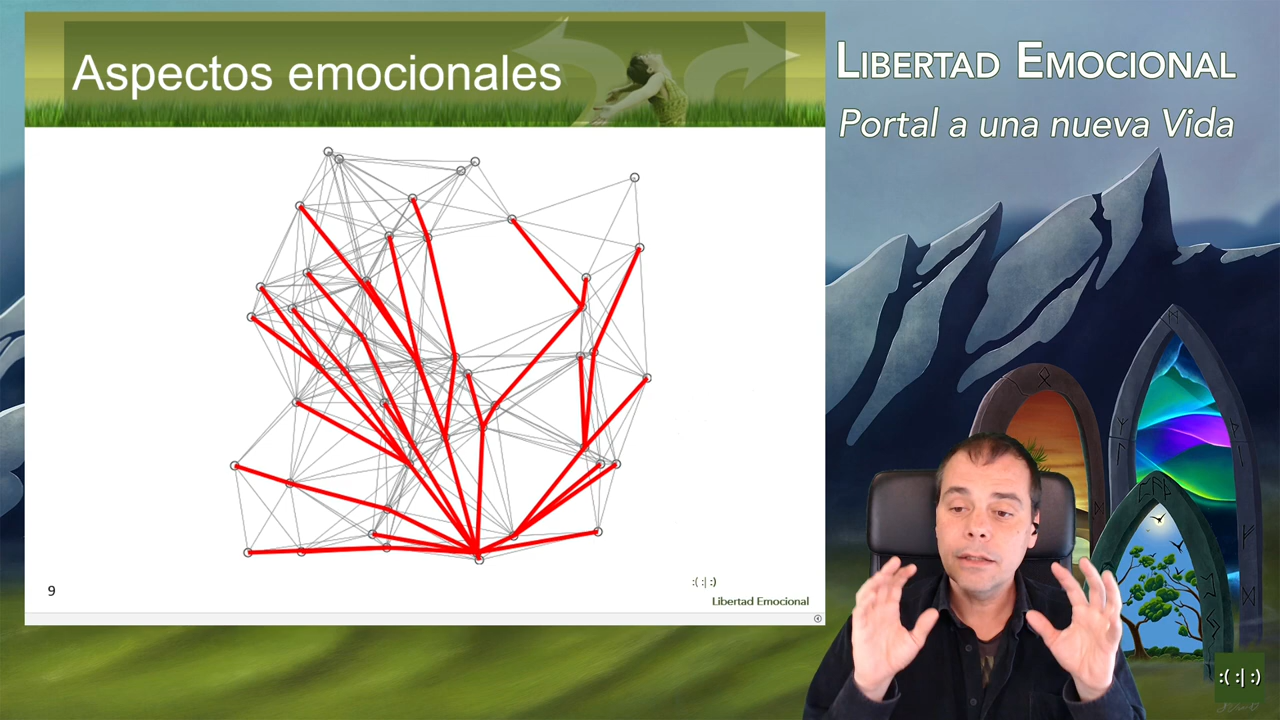 Aspectos emocionales
9
:( :| :)
Libertad Emocional
LIBERTAD EMOCIONAL
Portal a una nueva Vida
:( :| :)